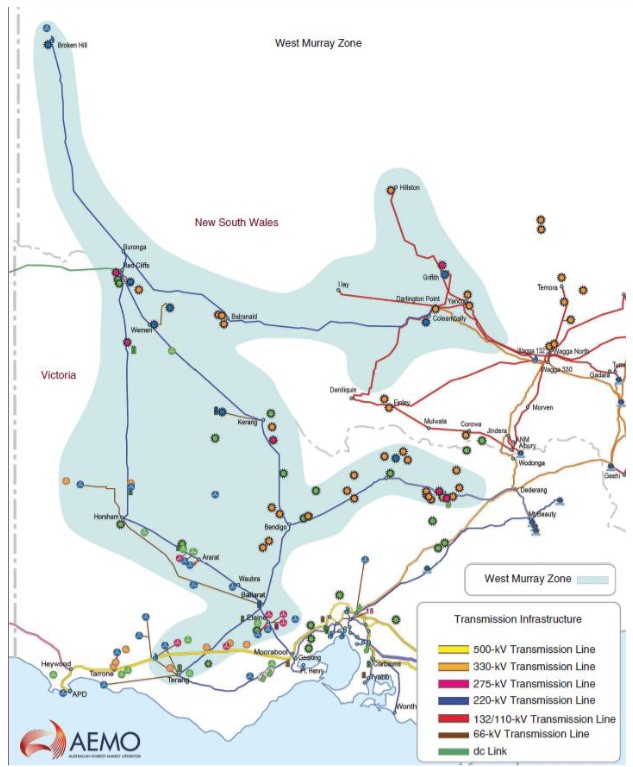 West Murray Zone
Broken Hill
New South Wales
Hillston
Buronga
Red Cliffs
Griffith
Hay
Darlington Point
Yanco
Temora
Balranald
Coleambally
Wemen
Wagga 132
Wagga North
Wagga 330
Gadara
Victoria
Deniliquin
Finley
Kerang
Mulwala
Corowa
Morven
Jindera
ANM
Albury
Wodonga
Geehi
Dederang
Horsham
Bendigo
Mt Beauty
Ararat
Waubra
Ballarat
Elaine
Moorabool
Geelong
Pt. Henry
Heywood
Tarrone
Terang
APD
Tyabb
West Murray Zone
Transmission Infrastructure
500-kV Transmission Line
330-kV Transmission Line
275-kV Transmission Line
220-kV Transmission Line
132/110-kV Transmission Line
66-kV Transmission Line
dc Link
AEMO
AUSTRALIAN ENERGY MARKET OPERATOR